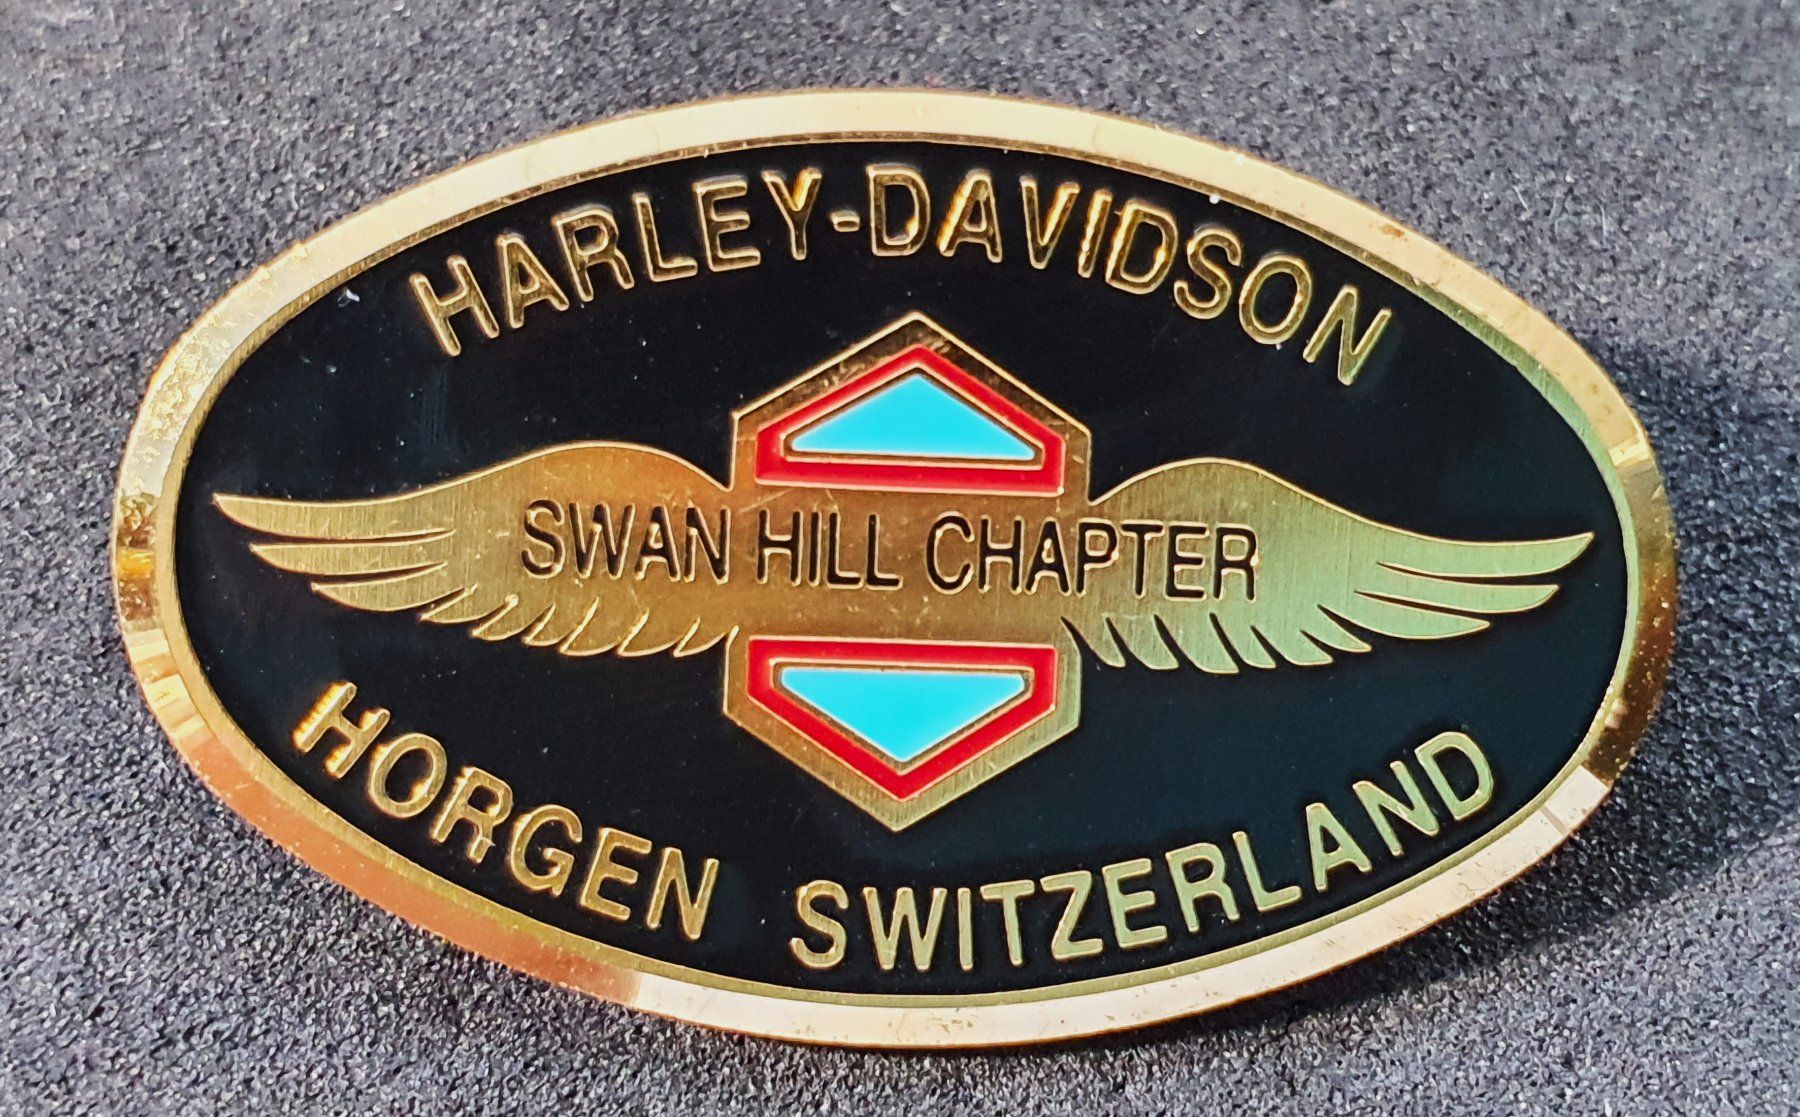 HARLEY-DAVIDSON
SWAN HILL CHAPTER
HORGEN SWITZERLAND